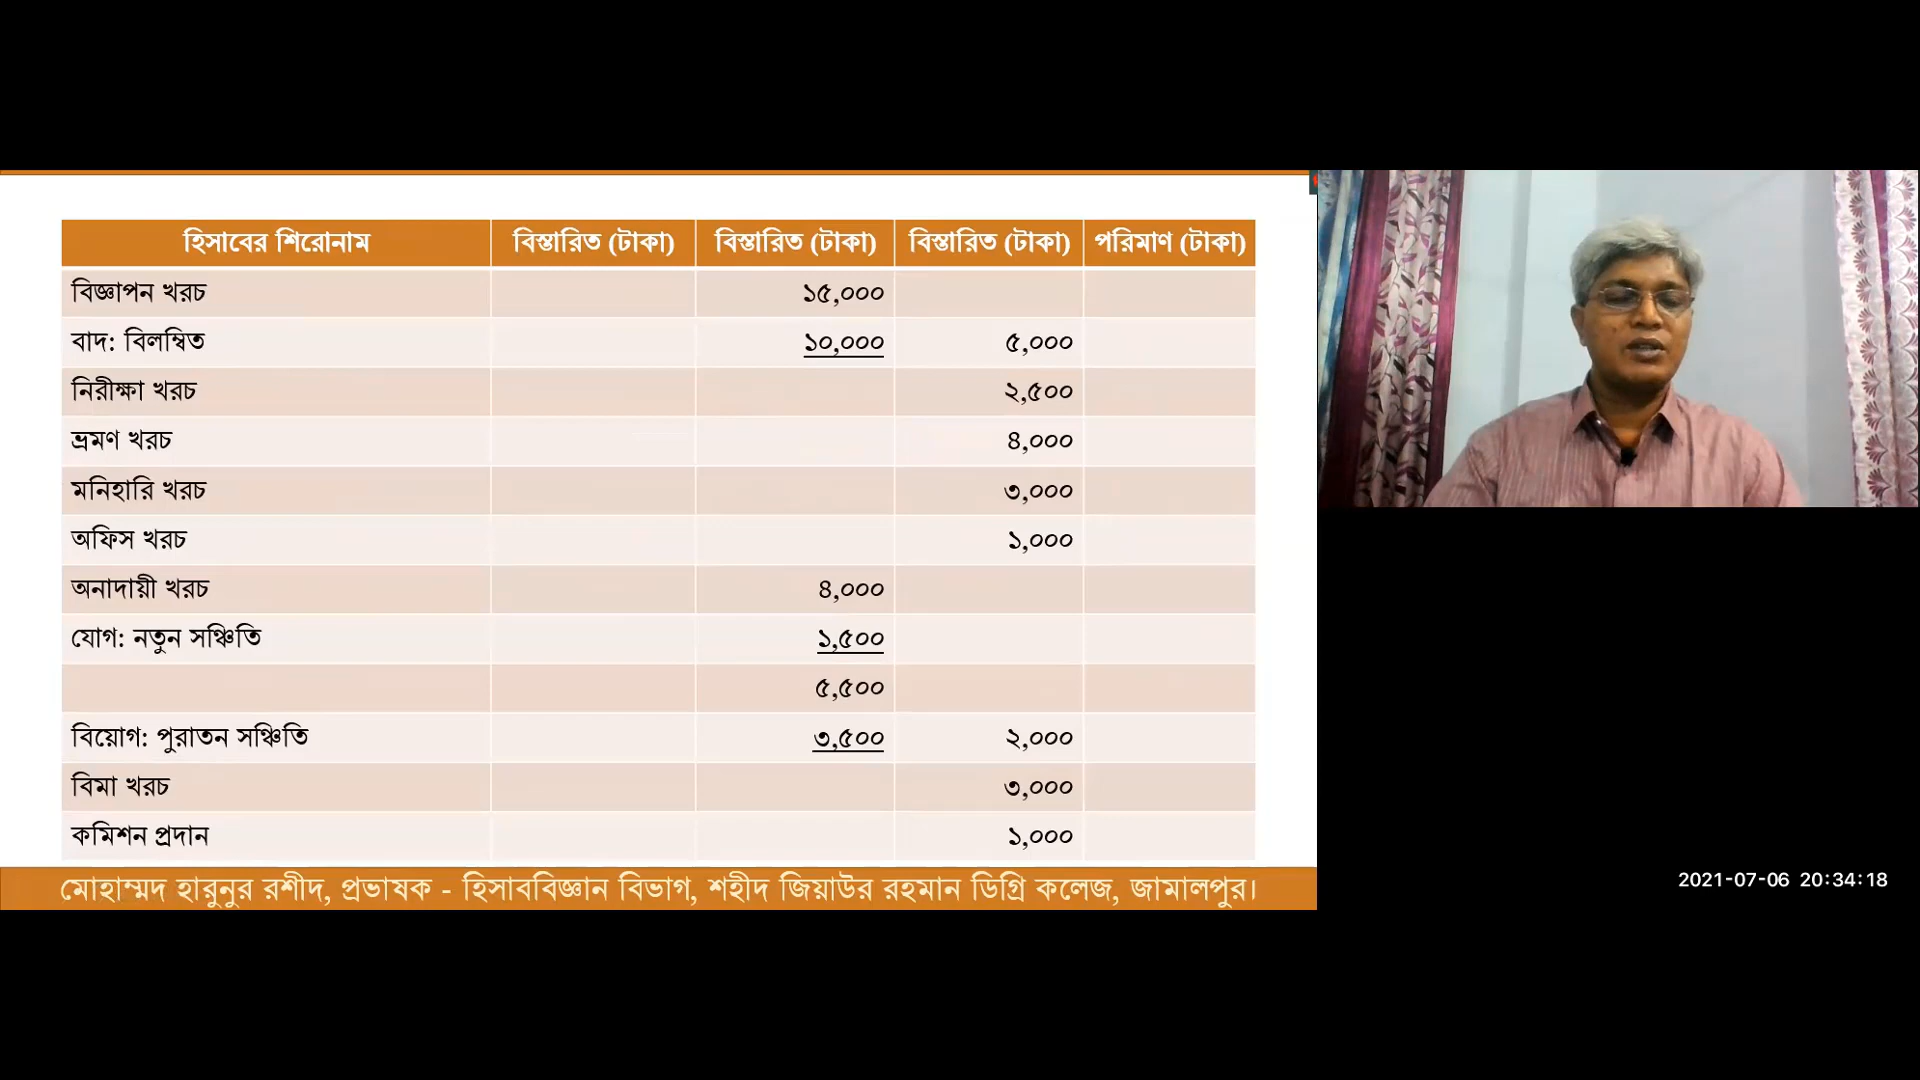 হিসাবের শিরোনাম বিস্তারিত (টাকা) বিস্তারিত (টাকা) বিস্তারিত (টাকা) পরিমাণ (টাকা)
বিজ্ঞাপন খরচ ১৫,০০০
বাদ: বিলম্বিত ১০,০০০ ৫,০০০
নিরীক্ষা খরচ ২,৫০০
ভ্রমণ খরচ ৪,০০০
মনিহারি খরচ ৩,০০০
অফিস খরচ ১,০০০
অনাদায়ী খরচ ৪,০০০
যোগ: নতুন সঞ্চিতি ১,৫০০
৫,৫০০
বিয়োগ: পুরাতন সঞ্চিতি ৩,৫০০ ২,০০০
বিমা খরচ ৩,০০০
কমিশন প্রদান ১,০০০
মোহাম্মদ হারুনুর রশীদ, প্রভাষক - হিসাববিজ্ঞান বিভাগ, শহীদ জিয়াউর রহমান ডিগ্রি কলেজ, জামালপুর।
2021-07-06 20:34:18